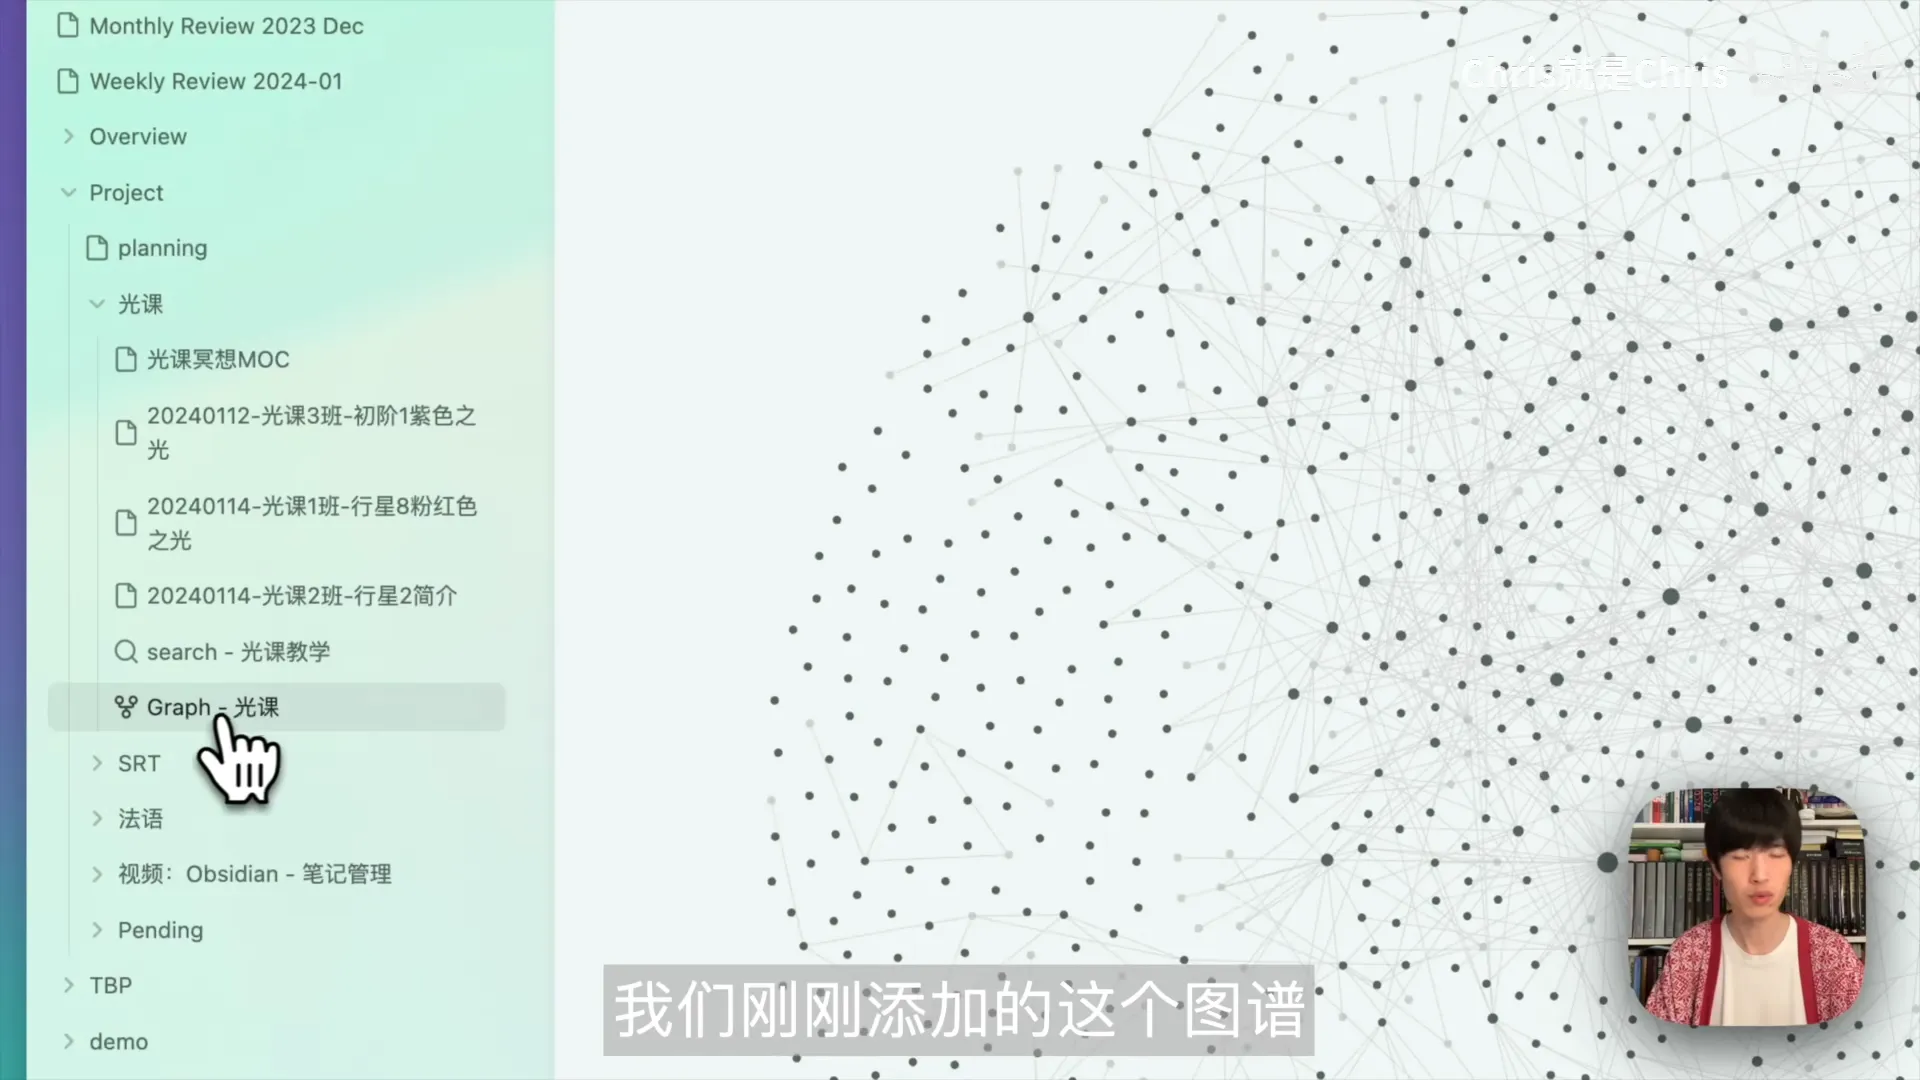 Monthly Review 2023 Dec
Weekly Review 2024-01
Overview
Project
planning
光课
光课冥想MOC
20240112-光课3班-初阶1紫色之
光
20240114-光课1班-行星8粉红色
之光
20240114-光课2班-行星2简介
search - 光课教学
Graph - 光课
SRT
法语
视频：Obsidian - 笔记管理
Pending
TBP
demo
Chris就是Chris
我们刚刚添加的这个图谱